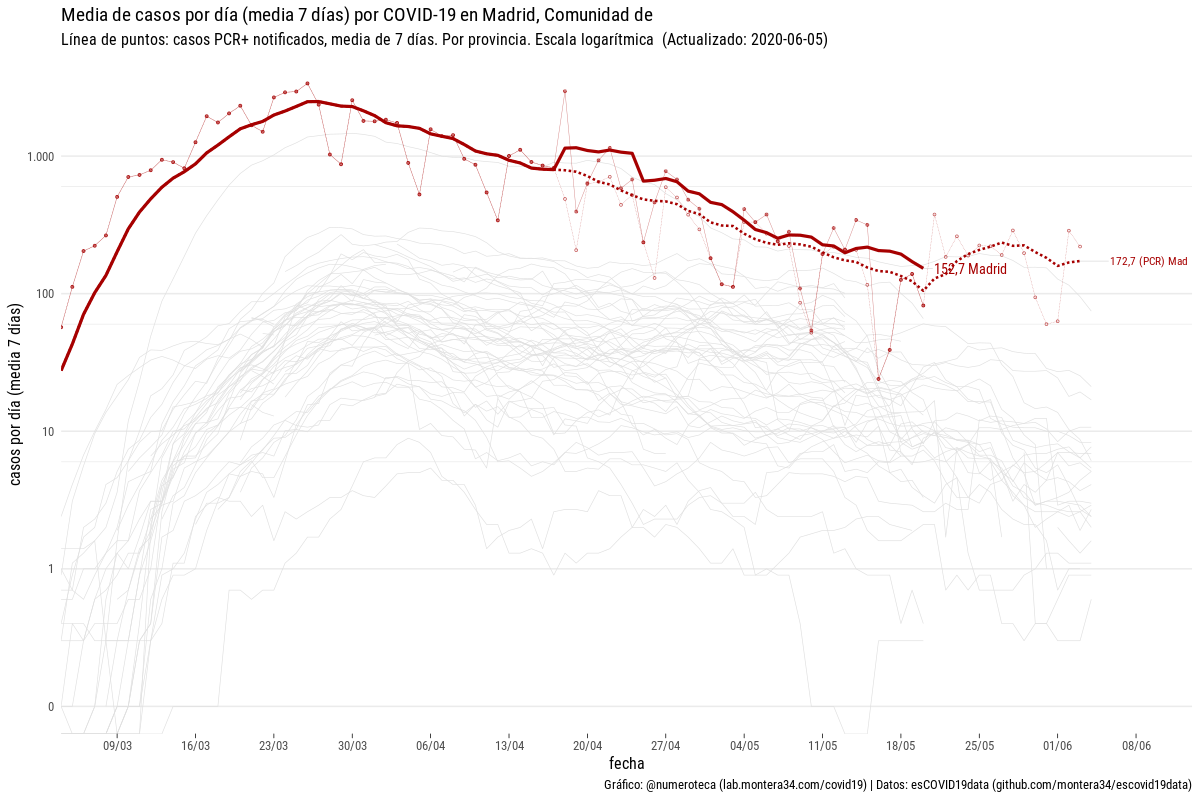 Media de casos por día (media 7 días) por COVID-19 en Madrid, Comunidad de
Línea de puntos: casos PCR+ notificados, media de 7 días. Por provincia. Escala logarítmica (Actualizado: 2020-06-05)
casos por día (media 7 días)
1.000
100
10
1
0
152,7 Madrid
172,7 (PCR) Mad
09/03 16/03 23/03 30/03 06/04 13/04 20/04 27/04 04/05 11/05 18/05 25/05 01/06 08/06
fecha
Gráfico: @numeroteca (lab.montera34.com/covid19) | Datos: esCOVID19data (github.com/montera34/escovid19data)